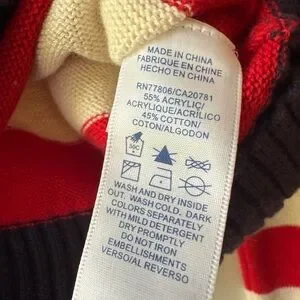 MADE IN CHINA
FABRIQUE EN CHINE
HECHO EN CHINA
RN77806/CA20781
55% ACRYLIC/
ACRYLIQUE/ACRÍLICO
45% COTTON/
COTON/ALGODON
30C
WASH AND DRY INSIDE
OUT. WASH COLD. DARK
COLORS SEPARATELY
WITH MILD DETERGENT
DRY PROMPTLY
DO NOT IRON
EMBELLISHMENTS
VERSO/AL REVERSO